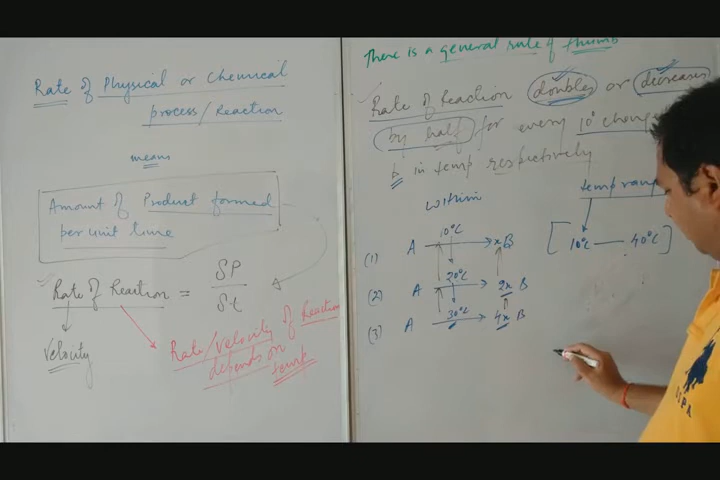 Rate of Physical or Chemical
process/Reaction
means
Amount of Product formed
per unit time
Rate of Reaction = δP
δt
Velocity
Rate/Velocity of Reaction
depends on
temp.
There is a general rule of thumb
Rate of Reaction doubles or decreases
by half for every 10°
in temp respectively
within
(1) A 10°C xB
(2) A 20°C 2x B
(3) A 30°C 4x B
[ 10°C — 40°C ]